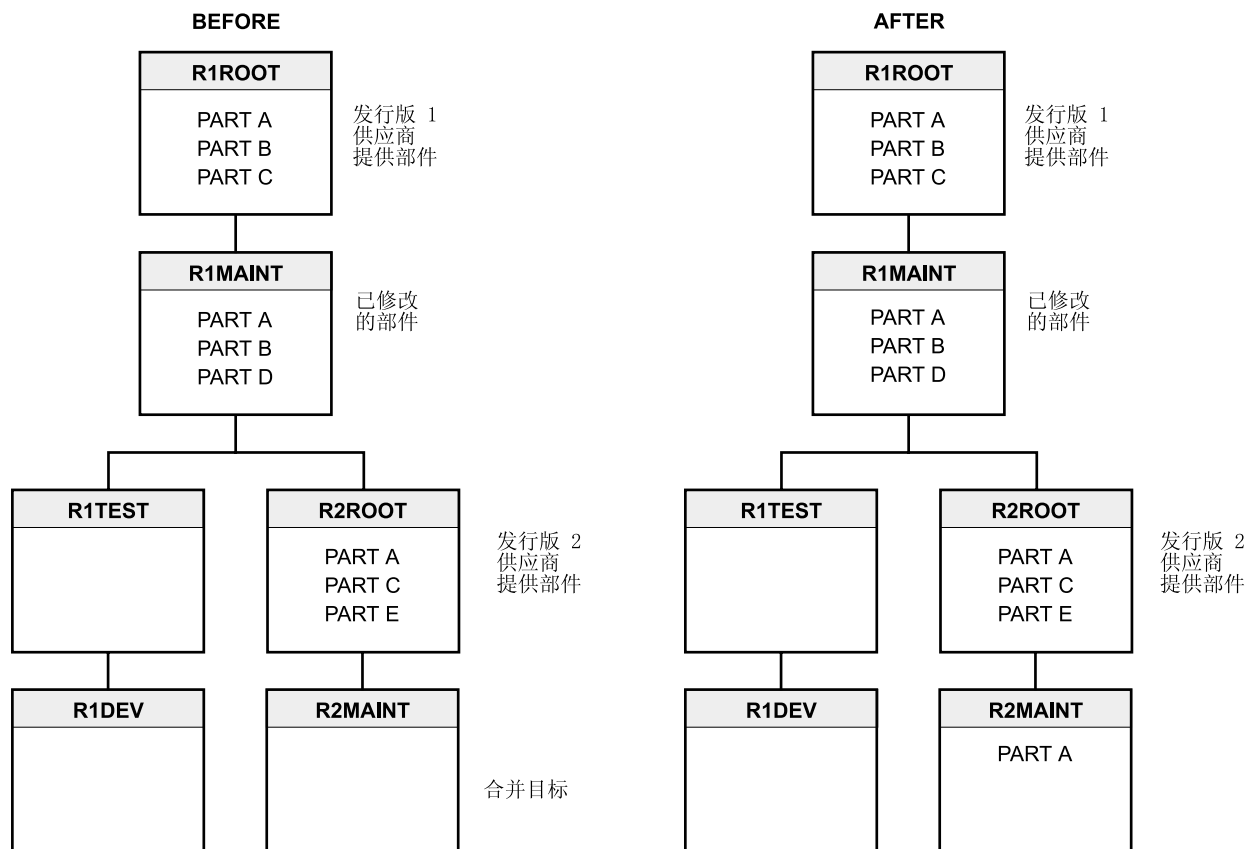 BEFORE
R1ROOT
PART A
PART B
PART C
发行版 1
供应商
提供部件
R1MAINT
PART A
PART B
PART D
已修改
的部件
R1TEST
R2ROOT
PART A
PART C
PART E
发行版 2
供应商
提供部件
R1DEV
R2MAINT
合并目标
AFTER
R1ROOT
PART A
PART B
PART C
发行版 1
供应商
提供部件
R1MAINT
PART A
PART B
PART D
已修改
的部件
R1TEST
R2ROOT
PART A
PART C
PART E
发行版 2
供应商
提供部件
R1DEV
R2MAINT
PART A